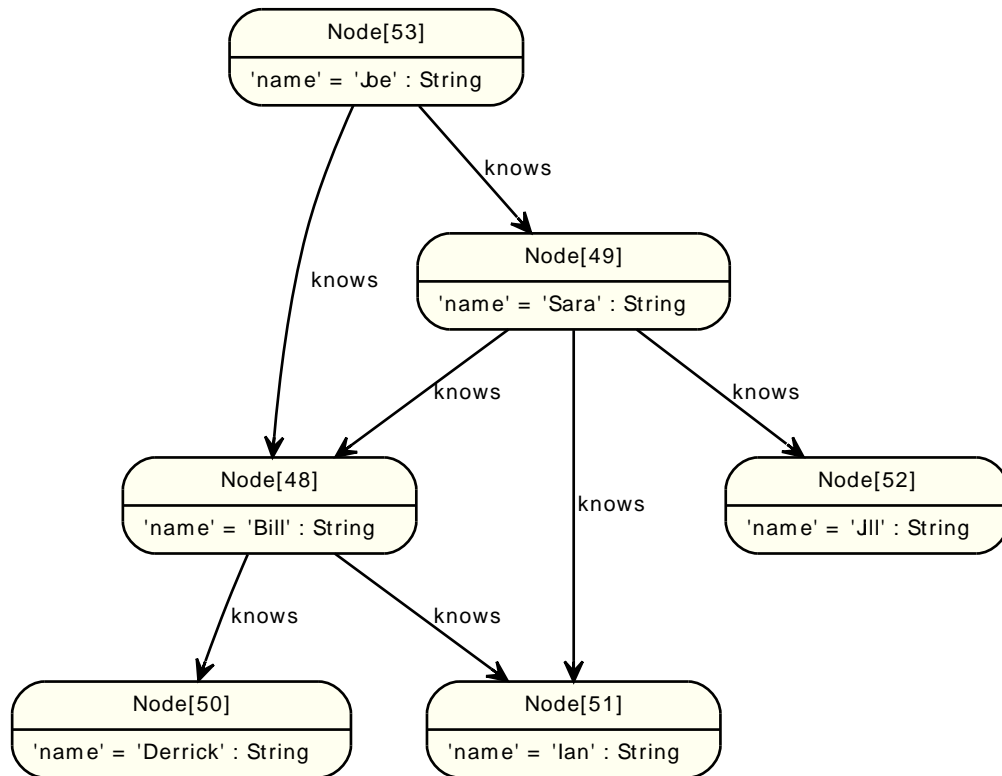 Node[53]
'name' = 'Joe' : String
knows
knows
Node[49]
'name' = 'Sara' : String
knows
knows
knows
Node[48]
'name' = 'Bill' : String
Node[52]
'name' = 'Jill' : String
knows
knows
knows
Node[50]
'name' = 'Derrick' : String
Node[51]
'name' = 'Ian' : String